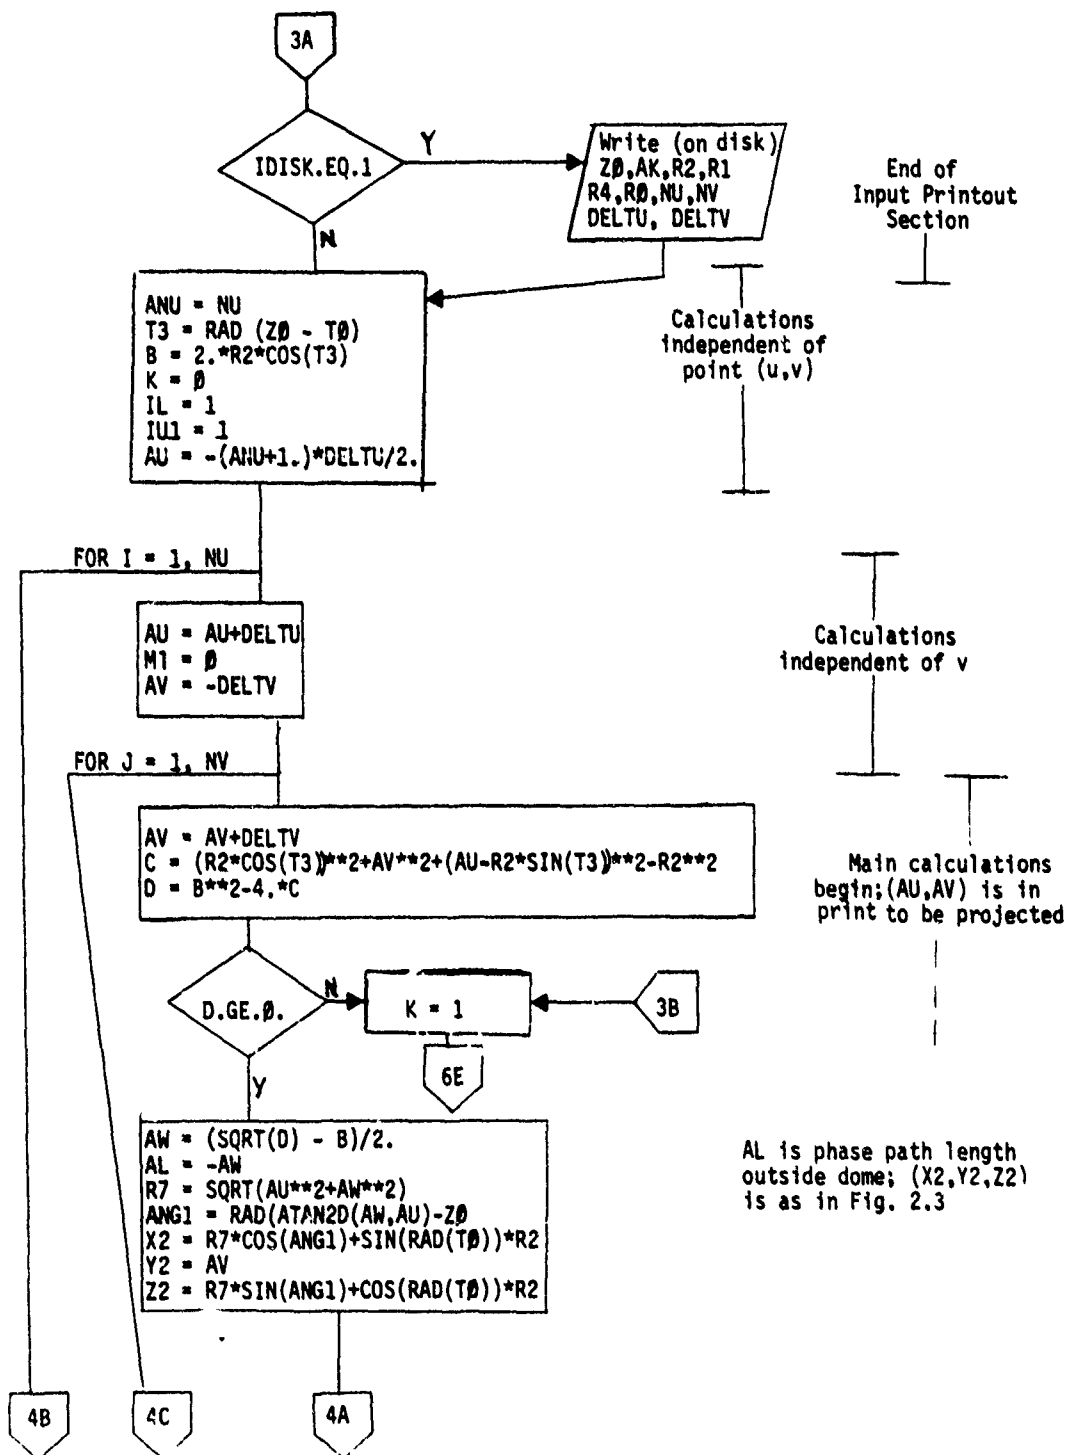 3A
IDISK.EQ.1
Y
N
Write (on disk)
ZØ,AK,R2,R1
R4,RØ,NU,NV
DELTU, DELTV
End of
Input Printout
Section
ANU = NU
T3 = RAD (ZØ - TØ)
B = 2.*R2*COS(T3)
K = Ø
IL = 1
IU1 = 1
AU = -(ANU+1.)*DELTU/2.
Calculations
independent of
point (u,v)
FOR I = 1, NU
AU = AU+DELTU
M1 = Ø
AV = -DELTV
Calculations
independent of v
FOR J = 1, NV
AV = AV+DELTV
C = (R2*COS(T3))**2+AV**2+(AU-R2*SIN(T3))**2-R2**2
D = B**2-4.*C
Main calculations
begin;(AU,AV) is in
print to be projected
D.GE.Ø.
N
K = 1
3B
6E
Y
AW = (SQRT(D) - B)/2.
AL = -AW
R7 = SQRT(AU**2+AW**2)
ANG1 = RAD(ATAN2D(AW,AU)-ZØ
X2 = R7*COS(ANG1)+SIN(RAD(TØ))*R2
Y2 = AV
Z2 = R7*SIN(ANG1)+COS(RAD(TØ))*R2
AL is phase path length
outside dome; (X2,Y2,Z2)
is as in Fig. 2.3
4B
4C
4A